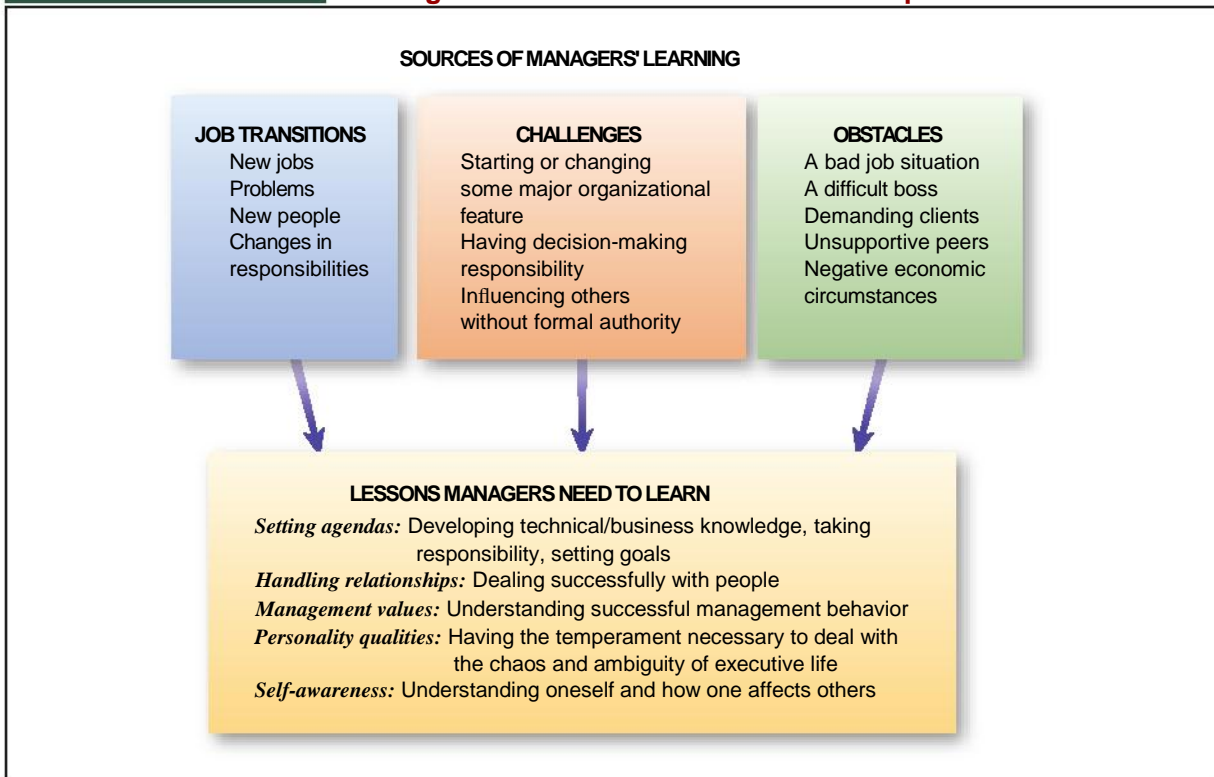 SOURCES OF MANAGERS' LEARNING
JOB TRANSITIONS
New jobs
Problems
New people
Changes in
responsibilities
CHALLENGES
Starting or changing
some major organizational
feature
Having decision-making
responsibility
Influencing others
without formal authority
OBSTACLES
A bad job situation
A difficult boss
Demanding clients
Unsupportive peers
Negative economic
circumstances
LESSONS MANAGERS NEED TO LEARN
Setting agendas: Developing technical/business knowledge, taking
responsibility, setting goals
Handling relationships: Dealing successfully with people
Management values: Understanding successful management behavior
Personality qualities: Having the temperament necessary to deal with
the chaos and ambiguity of executive life
Self-awareness: Understanding oneself and how one affects others